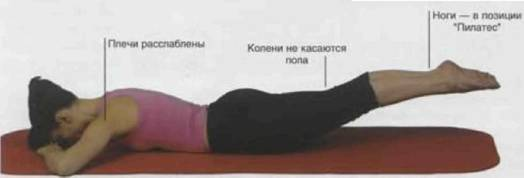 Плечи расслаблены
Колени не касаются
пола
Ноги — в позиции
"Пилатес"